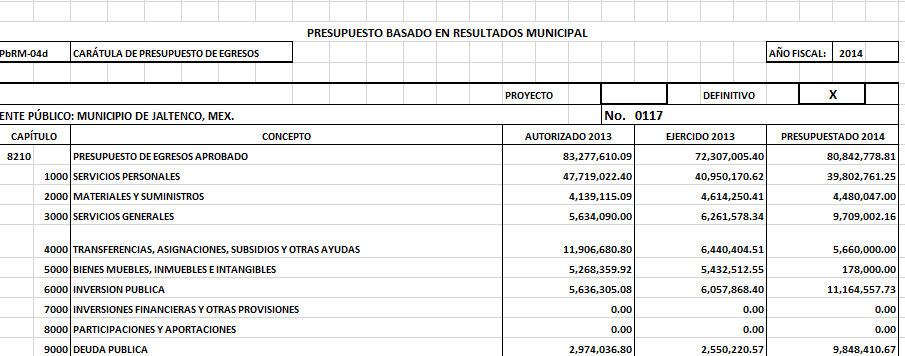 PRESUPUESTO BASADO EN RESULTADOS MUNICIPAL
PbRM-04d CARÁTULA DE PRESUPUESTO DE EGRESOS AÑO FISCAL: 2014
PROYECTO DEFINITIVO X
ENTE PÚBLICO: MUNICIPIO DE JALTENCO, MEX. No. 0117
CAPÍTULO CONCEPTO AUTORIZADO 2013 EJERCIDO 2013 PRESUPUESTADO 2014
8210 PRESUPUESTO DE EGRESOS APROBADO 83,277,610.09 72,307,005.40 80,842,778.81
1000 SERVICIOS PERSONALES 47,719,022.40 40,950,170.62 39,802,761.25
2000 MATERIALES Y SUMINISTROS 4,139,115.09 4,614,250.41 4,480,047.00
3000 SERVICIOS GENERALES 5,634,090.00 6,261,578.34 9,709,002.16
4000 TRANSFERENCIAS, ASIGNACIONES, SUBSIDIOS Y OTRAS AYUDAS 11,906,680.80 6,440,404.51 5,660,000.00
5000 BIENES MUEBLES, INMUEBLES E INTANGIBLES 5,268,359.92 5,432,512.55 178,000.00
6000 INVERSION PUBLICA 5,636,305.08 6,057,868.40 11,164,557.73
7000 INVERSIONES FINANCIERAS Y OTRAS PROVISIONES 0.00 0.00 0.00
8000 PARTICIPACIONES Y APORTACIONES 0.00 0.00 0.00
9000 DEUDA PUBLICA 2,974,036.80 2,550,220.57 9,848,410.67